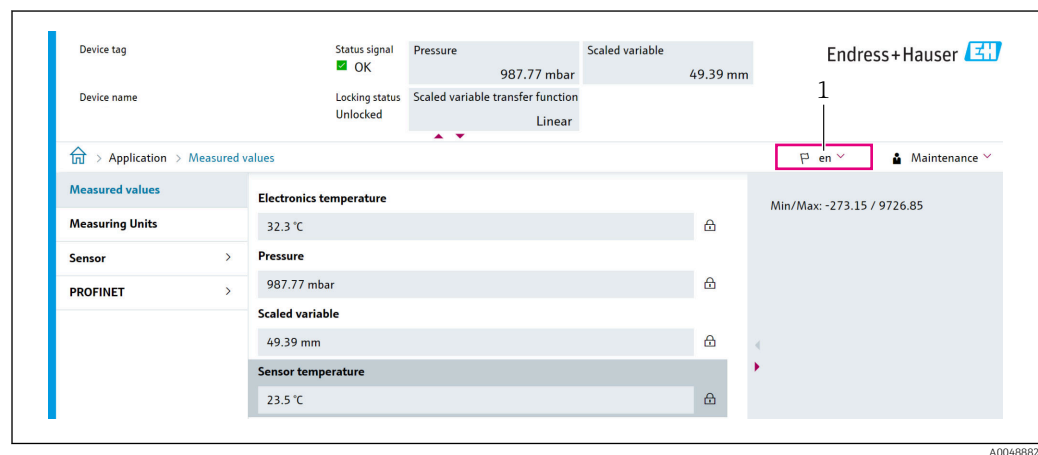 Device tag
Status signal
OK
Pressure
987.77 mbar
Scaled variable
49.39 mm
Endress+Hauser EH
Device name
Locking status
Unlocked
Scaled variable transfer function
Linear
1
> Application > Measured values
en
Maintenance
Measured values
Measuring Units
Sensor >
PROFINET >
Electronics temperature
32.3 °C
Pressure
987.77 mbar
Scaled variable
49.39 mm
Sensor temperature
23.5 °C
Min/Max: -273.15 / 9726.85
A0048882